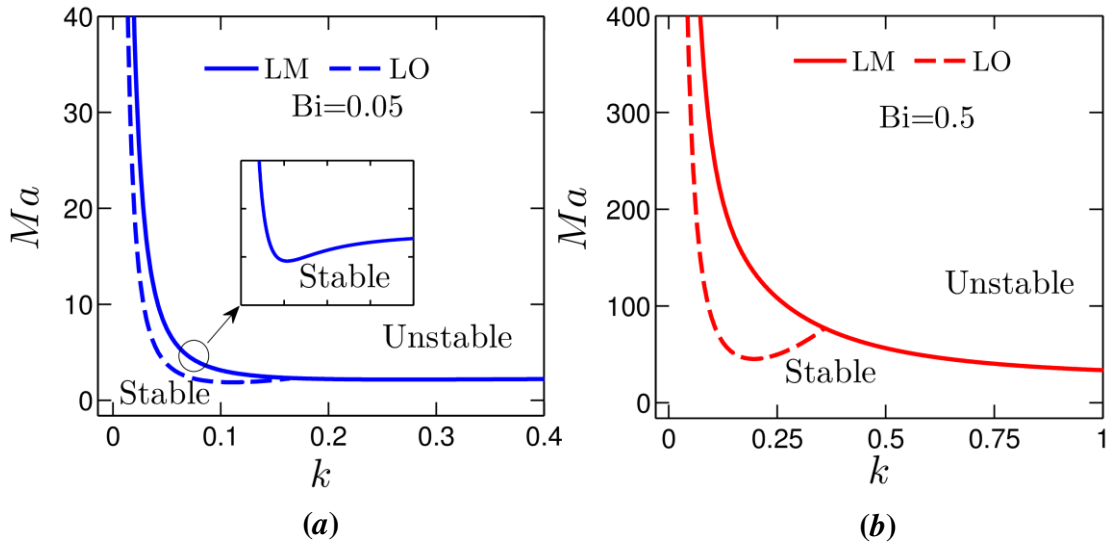 40
30
20
10
0
Ma
LM
LO
Bi=0.05
Stable
Unstable
Stable
0
0.1
0.2
0.3
0.4
k
(a)
400
300
200
100
0
Ma
LM
LO
Bi=0.5
Unstable
Stable
0
0.25
0.5
0.75
1
k
(b)